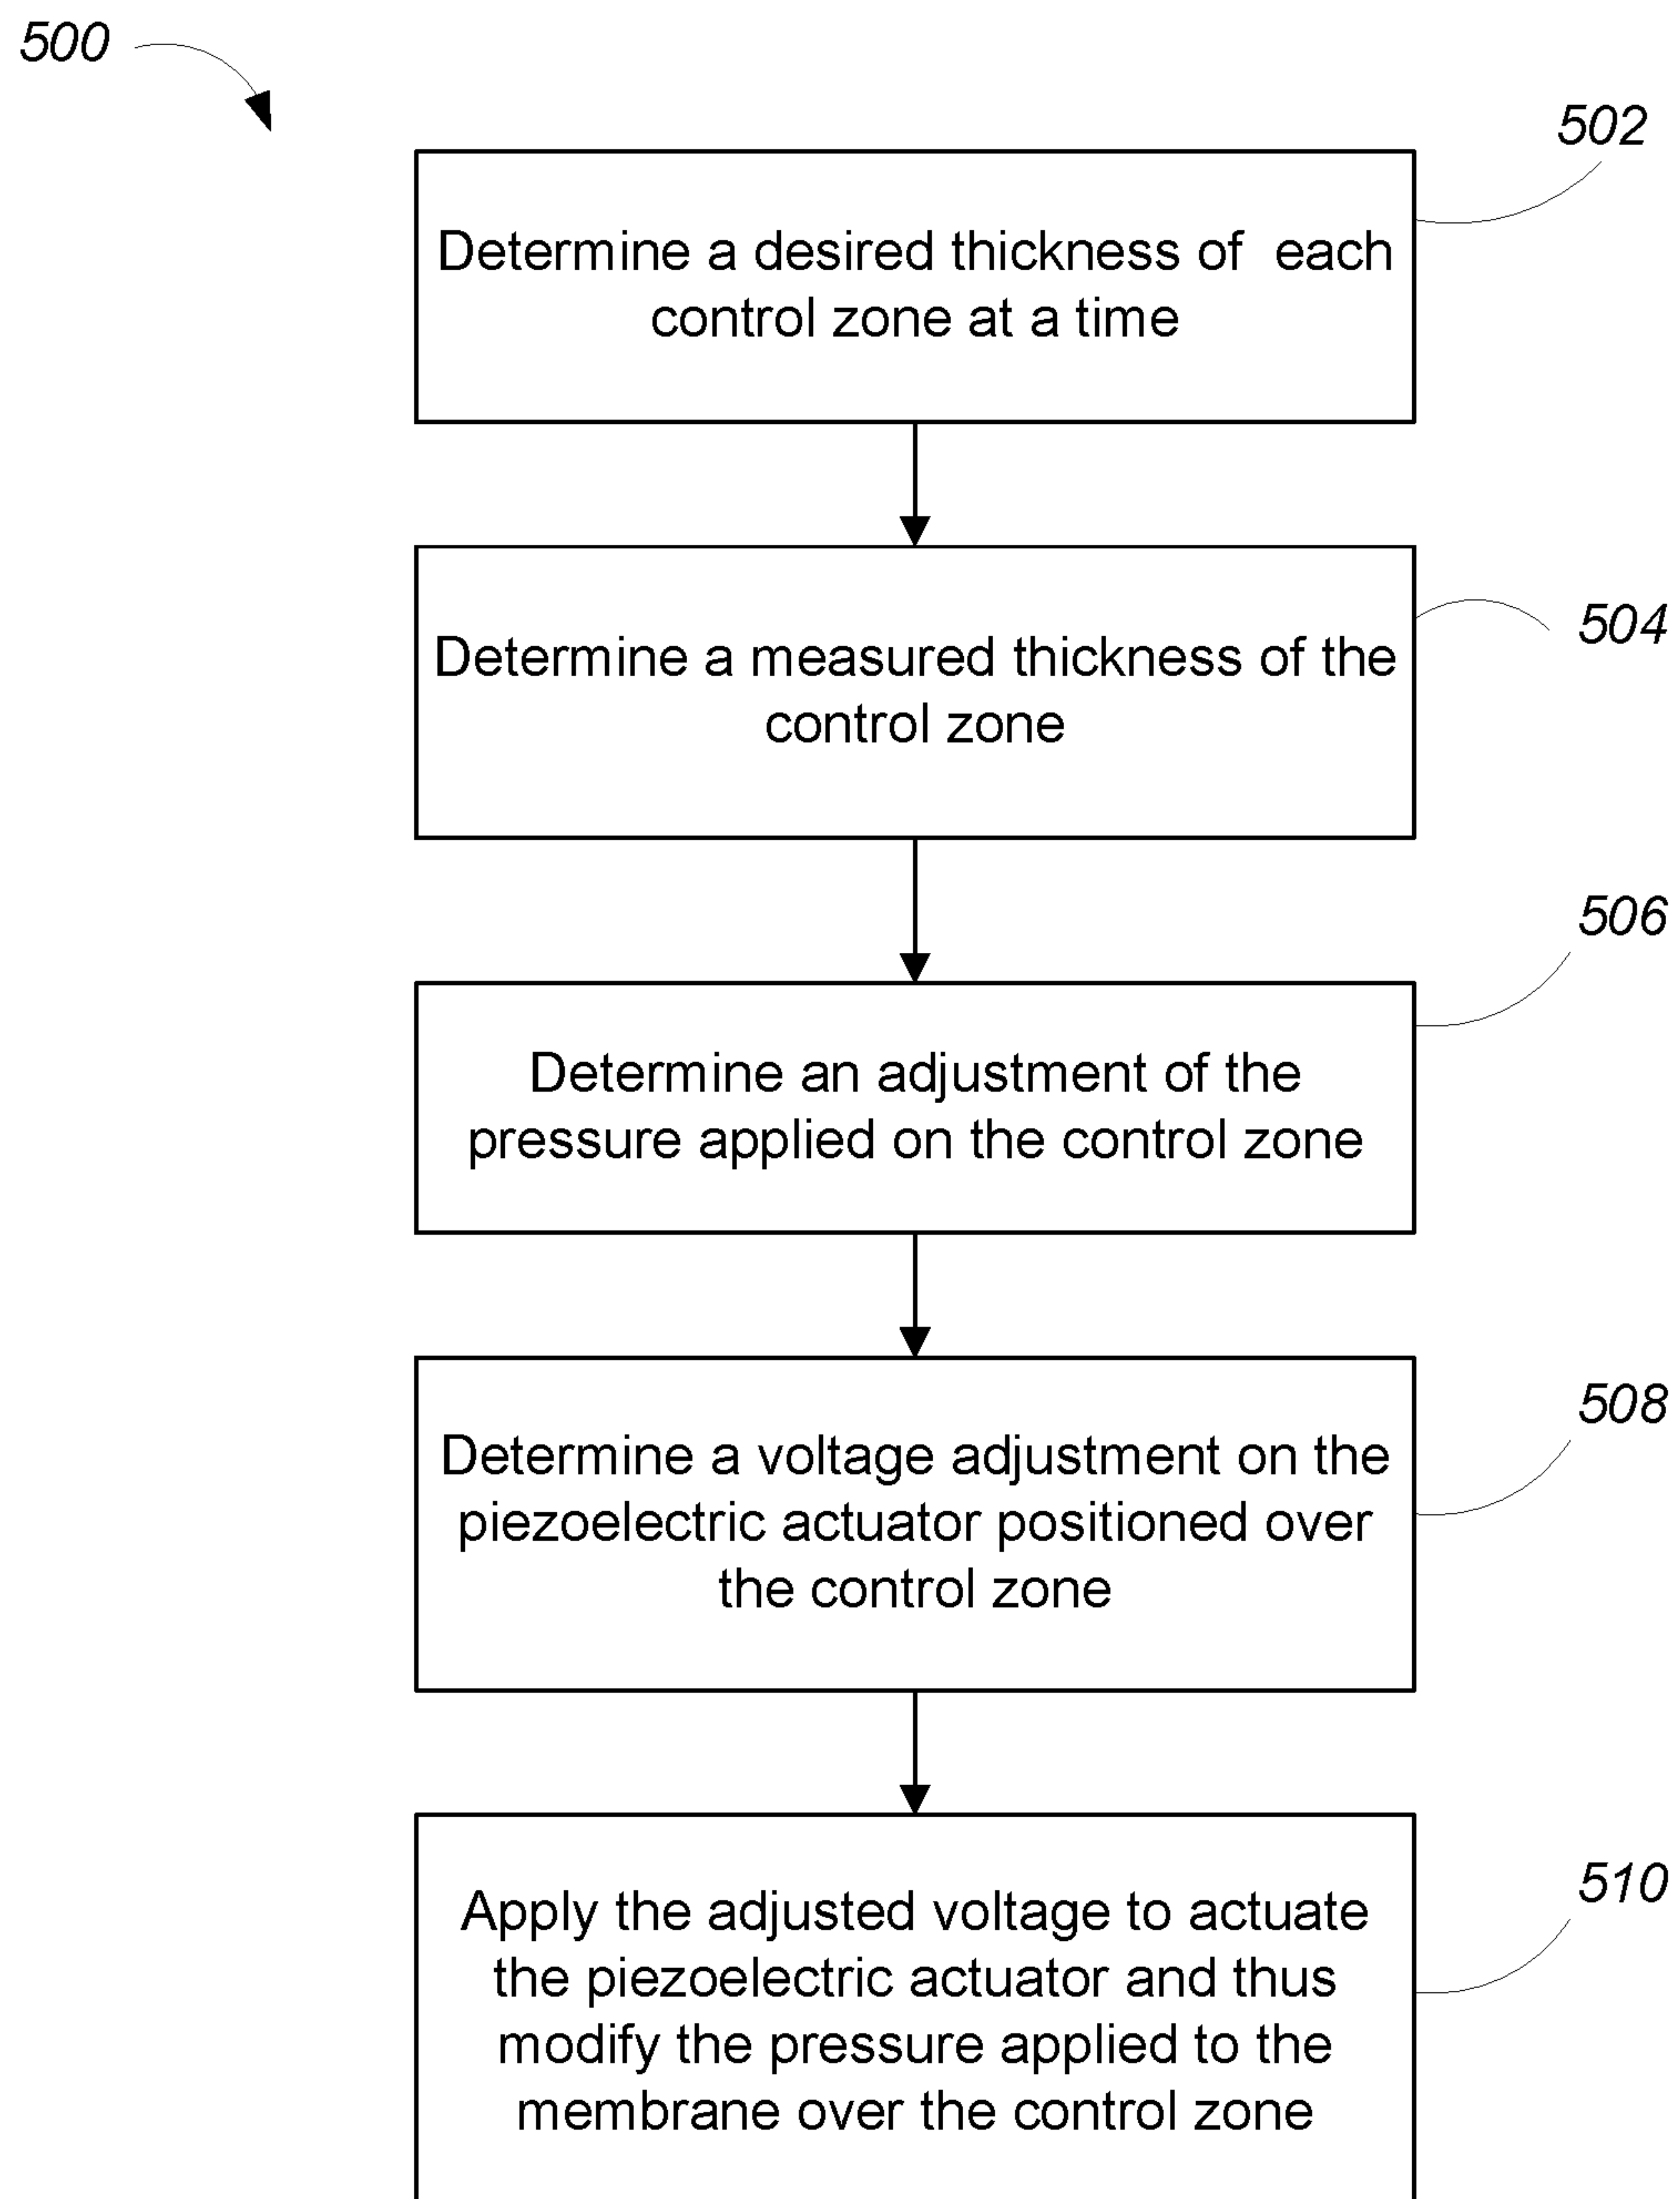 500
502
Determine a desired thickness of  each
control zone at a time
504
Determine a measured thickness of the
control zone
506
Determine an adjustment of the
pressure applied on the control zone
508
Determine a voltage adjustment on the
piezoelectric actuator positioned over
the control zone
510
Apply the adjusted voltage to actuate
the piezoelectric actuator and thus
modify the pressure applied to the
membrane over the control zone